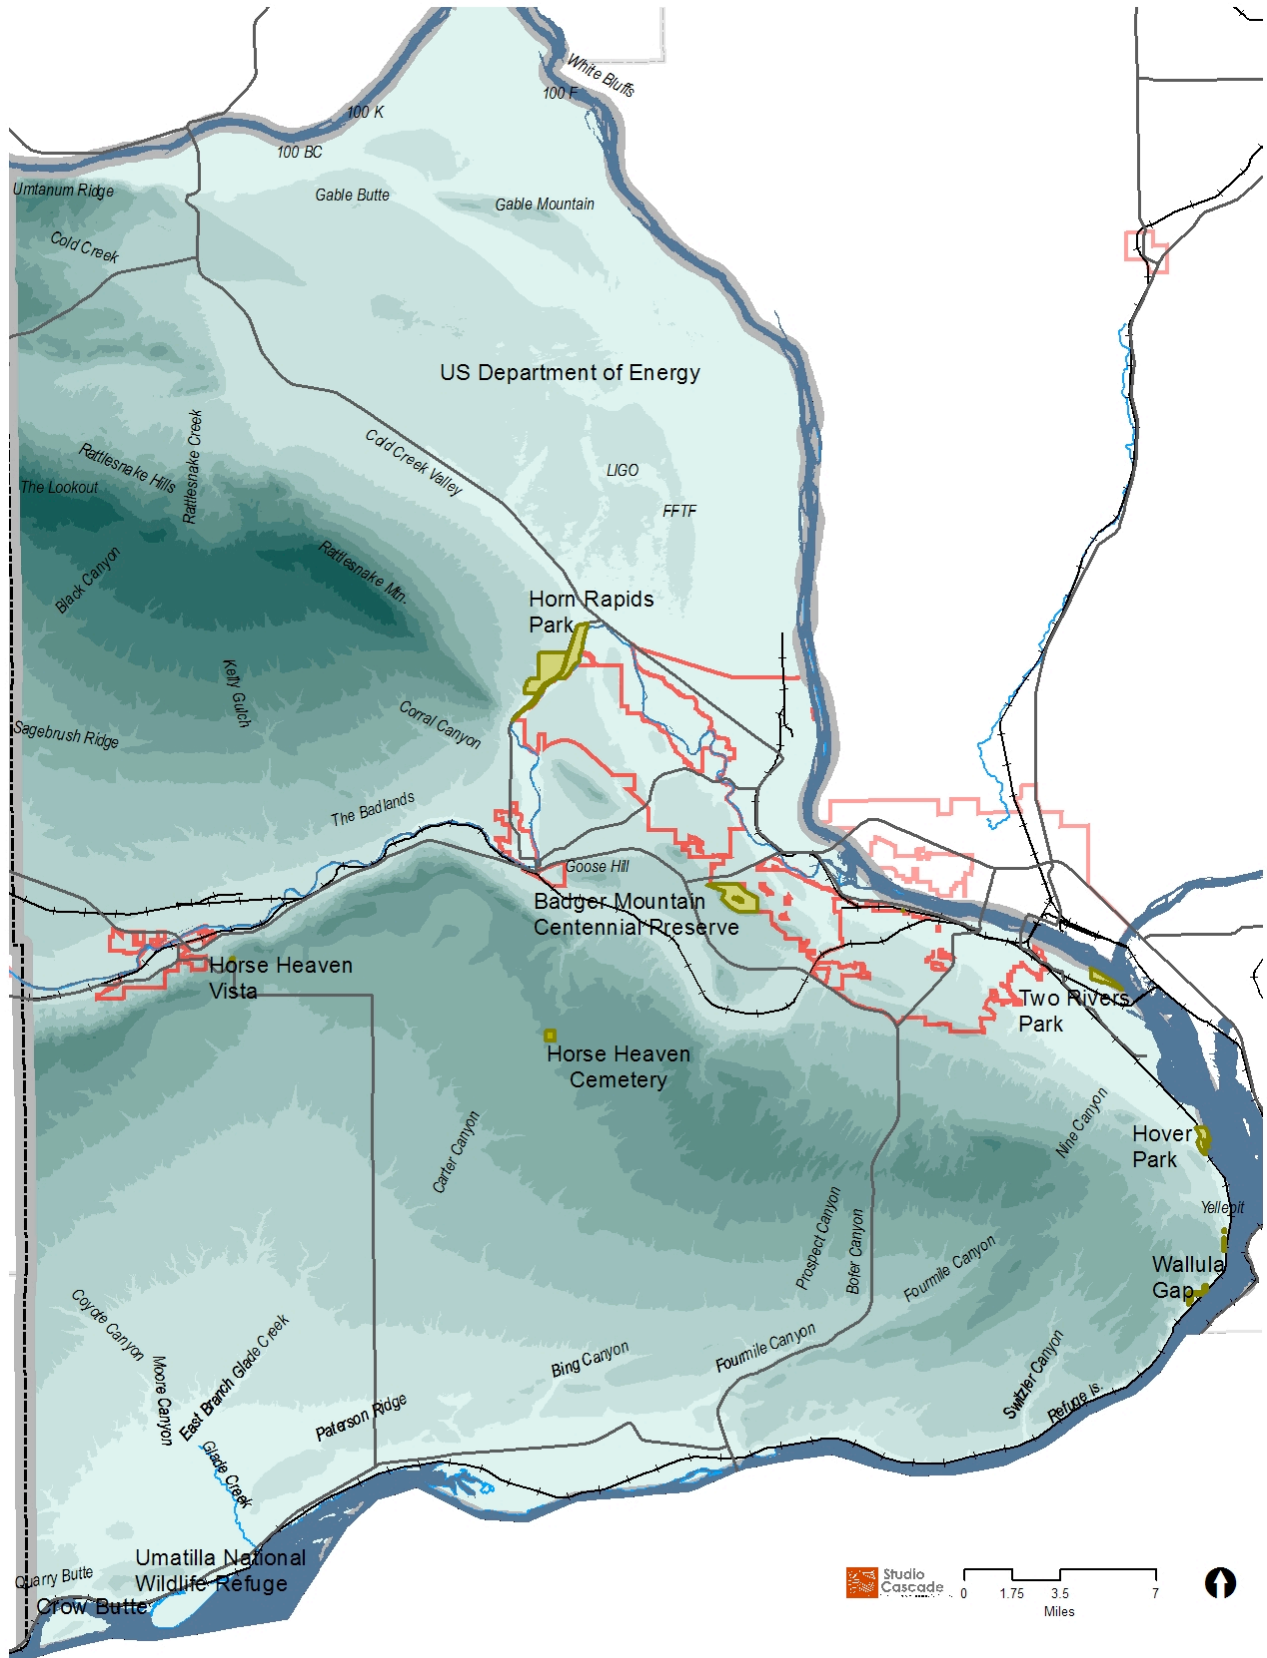 White Bluffs
100 F
100 K
100 BC
Umtanum Ridge
Gable Butte
Gable Mountain
Cold Creek
US Department of Energy
Rattlesnake Creek
Cold Creek Valley
Rattlesnake Hills
LIGO
The Lookout
FFTF
Rattlesnake Mtn.
Black Canyon
Horn Rapids
Park
Kelly Gulch
Corral Canyon
Sagebrush Ridge
The Badlands
Goose Hill
Badger Mountain
Centennial Preserve
Horse Heaven
Vista
Two Rivers
Park
Horse Heaven
Cemetery
Nine Canyon
Carter Canyon
Hover
Park
Yellepit
Prospect Canyon
Bofer Canyon
Fourmile Canyon
Wallula
Gap
Coyote Canyon
Moore Canyon
East Branch Glade Creek
Bing Canyon
Fourmile Canyon
Switzler Canyon
Refuge Is.
Paterson Ridge
Glade Creek
Umatilla National
Wildlife Refuge
Quarry Butte
Crow Butte
Studio
Cascade
0 1.75 3.5 7
Miles